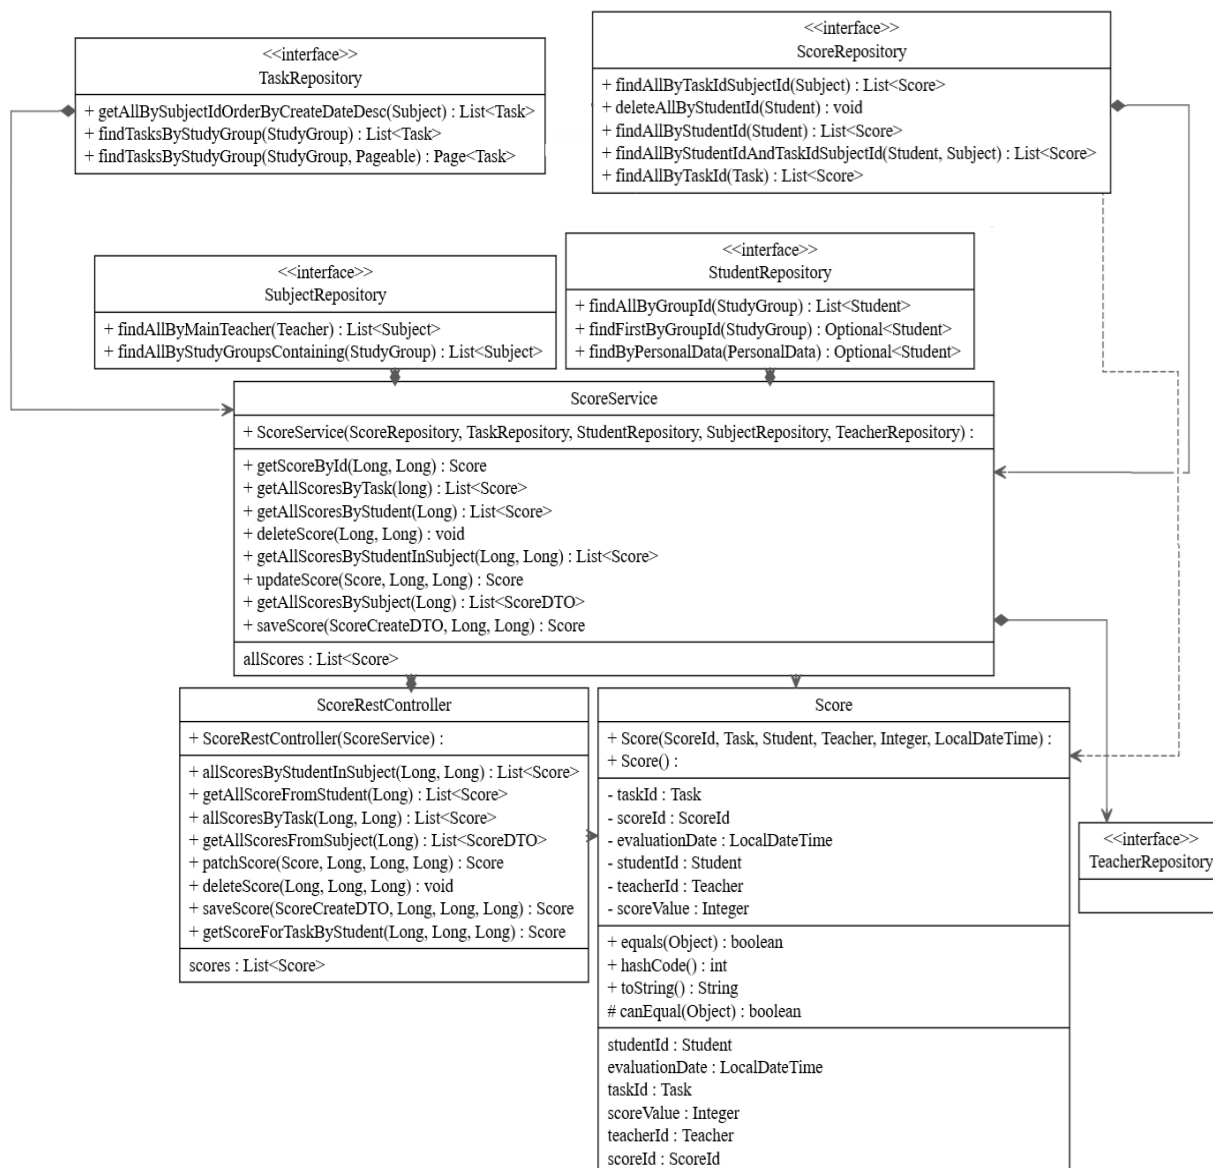 <<interface>>
TaskRepository
+ getAllBySubjectIdOrderByCreateDateDesc(Subject) : List<Task>
+ findTasksByStudyGroup(StudyGroup) : List<Task>
+ findTasksByStudyGroup(StudyGroup, Pageable) : Page<Task>
<<interface>>
ScoreRepository
+ findAllByTaskIdSubjectId(Subject) : List<Score>
+ deleteAllByStudentId(Student) : void
+ findAllByStudentId(Student) : List<Score>
+ findAllByStudentIdAndTaskIdSubjectId(Student, Subject) : List<Score>
+ findAllByTaskId(Task) : List<Score>
<<interface>>
SubjectRepository
+ findAllByMainTeacher(Teacher) : List<Subject>
+ findAllByStudyGroupsContaining(StudyGroup) : List<Subject>
<<interface>>
StudentRepository
+ findAllByGroupId(StudyGroup) : List<Student>
+ findFirstByGroupId(StudyGroup) : Optional<Student>
+ findByPersonalData(PersonalData) : Optional<Student>
ScoreService
+ ScoreService(ScoreRepository, TaskRepository, StudentRepository, SubjectRepository, TeacherRepository) :
+ getScoreById(Long, Long) : Score
+ getAllScoresByTask(long) : List<Score>
+ getAllScoresByStudent(Long) : List<Score>
+ deleteScore(Long, Long) : void
+ getAllScoresByStudentInSubject(Long, Long) : List<Score>
+ updateScore(Score, Long, Long) : Score
+ getAllScoresBySubject(Long) : List<ScoreDTO>
+ saveScore(ScoreCreateDTO, Long, Long) : Score
allScores : List<Score>
ScoreRestController
+ ScoreRestController(ScoreService) :
+ allScoresByStudentInSubject(Long, Long) : List<Score>
+ getAllScoreFromStudent(Long) : List<Score>
+ allScoresByTask(Long, Long) : List<Score>
+ getAllScoresFromSubject(Long) : List<ScoreDTO>
+ patchScore(Score, Long, Long, Long) : Score
+ deleteScore(Long, Long, Long) : void
+ saveScore(ScoreCreateDTO, Long, Long, Long) : Score
+ getScoreForTaskByStudent(Long, Long, Long) : Score
scores : List<Score>
Score
+ Score(ScoreId, Task, Student, Teacher, Integer, LocalDateTime) :
+ Score() :
- taskId : Task
- scoreId : ScoreId
- evaluationDate : LocalDateTime
- studentId : Student
- teacherId : Teacher
- scoreValue : Integer
+ equals(Object) : boolean
+ hashCode() : int
+ toString() : String
# canEqual(Object) : boolean
studentId : Student
evaluationDate : LocalDateTime
taskId : Task
scoreValue : Integer
teacherId : Teacher
scoreId : ScoreId
<<interface>>
TeacherRepository